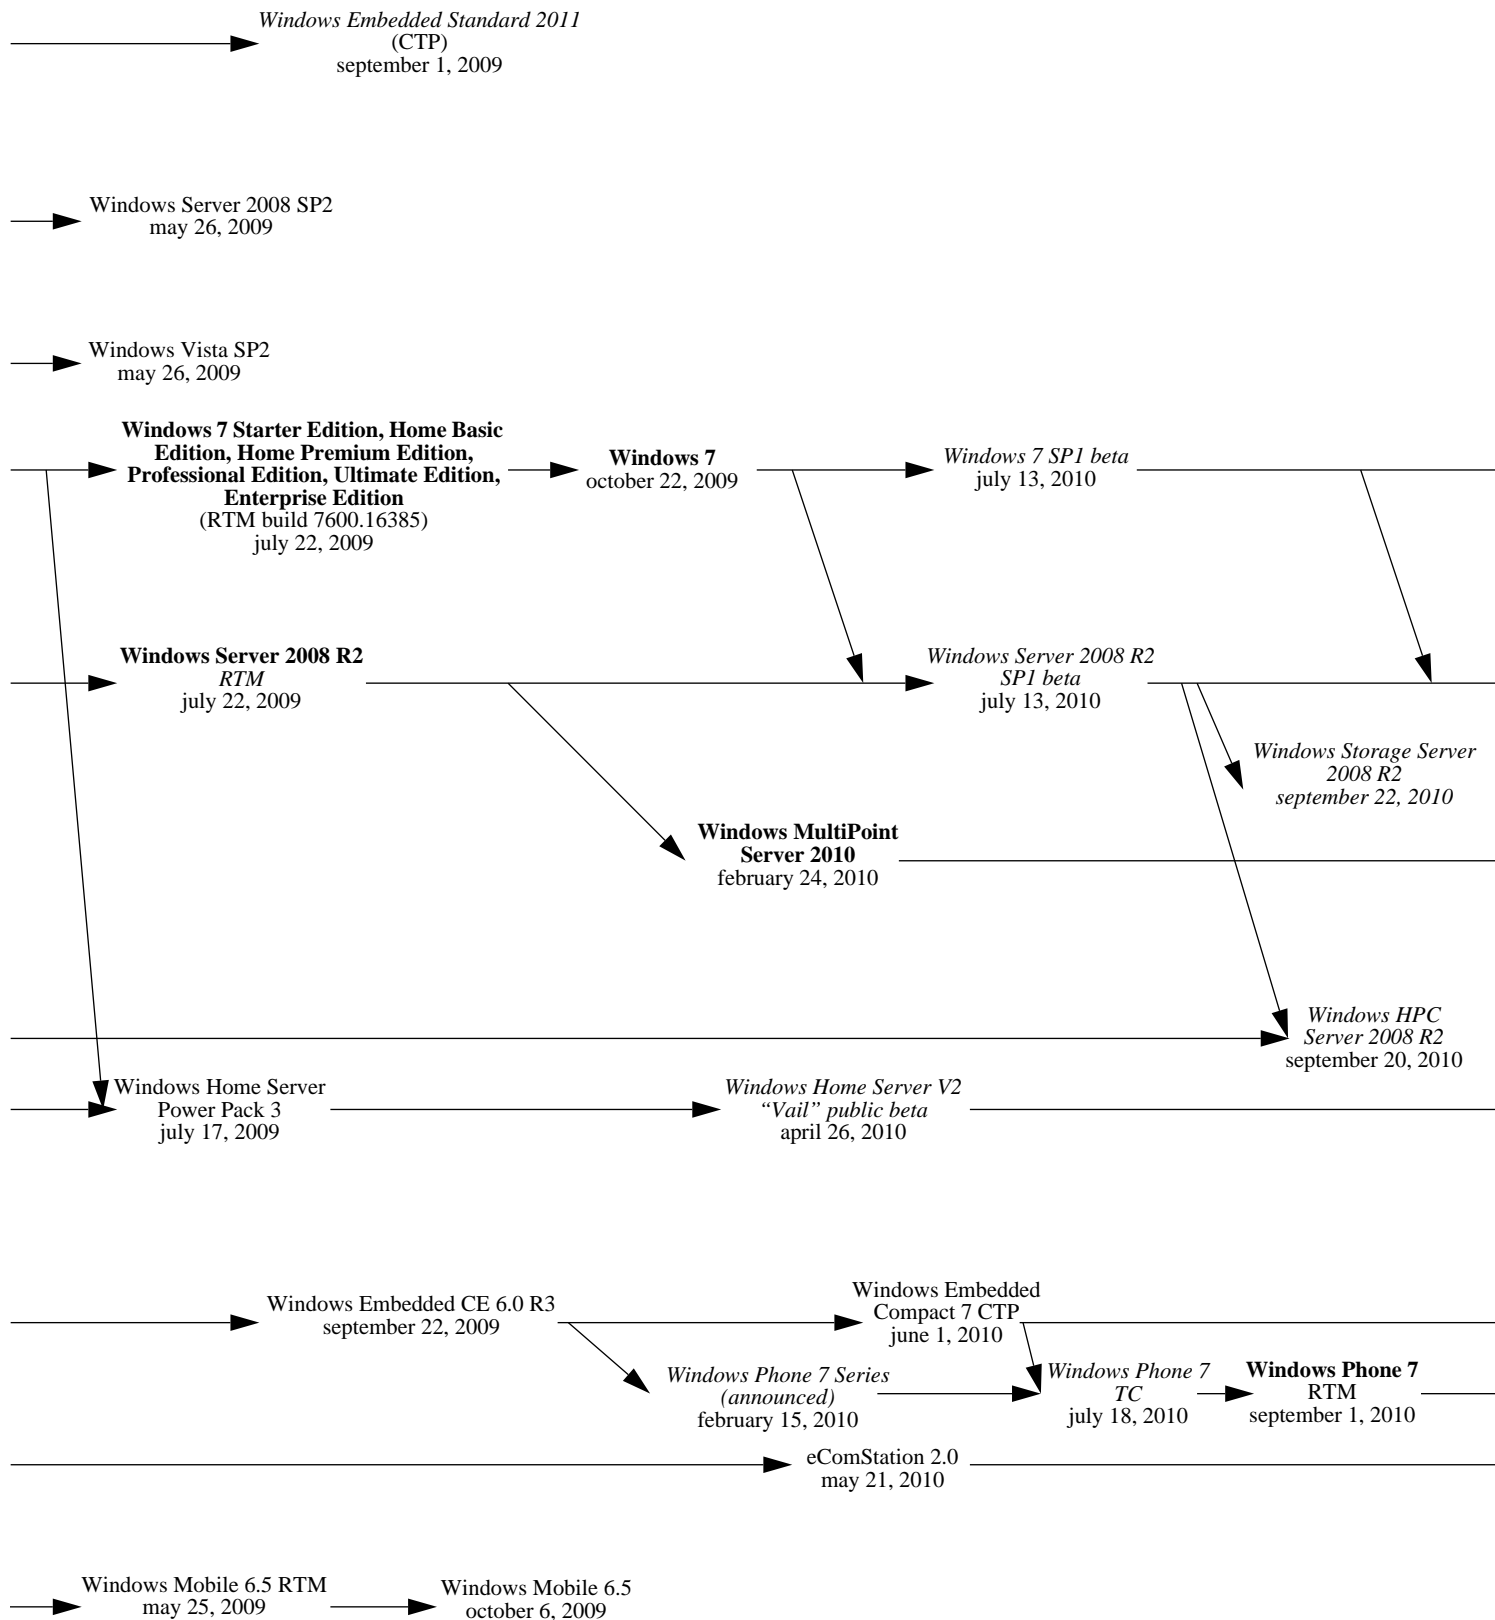 Windows Embedded Standard 2011
(CTP)
september 1, 2009
Windows Server 2008 SP2
may 26, 2009
Windows Vista SP2
may 26, 2009
Windows 7 Starter Edition, Home Basic
Edition, Home Premium Edition,
Professional Edition, Ultimate Edition,
Enterprise Edition
(RTM build 7600.16385)
july 22, 2009
Windows 7
october 22, 2009
Windows 7 SP1 beta
july 13, 2010
Windows Server 2008 R2
RTM
july 22, 2009
Windows Server 2008 R2
SP1 beta
july 13, 2010
Windows Storage Server
2008 R2
september 22, 2010
Windows MultiPoint
Server 2010
february 24, 2010
Windows HPC
Server 2008 R2
september 20, 2010
Windows Home Server
Power Pack 3
july 17, 2009
Windows Home Server V2
“Vail” public beta
april 26, 2010
Windows Embedded CE 6.0 R3
september 22, 2009
Windows Embedded
Compact 7 CTP
june 1, 2010
Windows Phone 7 Series
(announced)
february 15, 2010
Windows Phone 7
TC
july 18, 2010
Windows Phone 7
RTM
september 1, 2010
eComStation 2.0
may 21, 2010
Windows Mobile 6.5 RTM
may 25, 2009
Windows Mobile 6.5
october 6, 2009